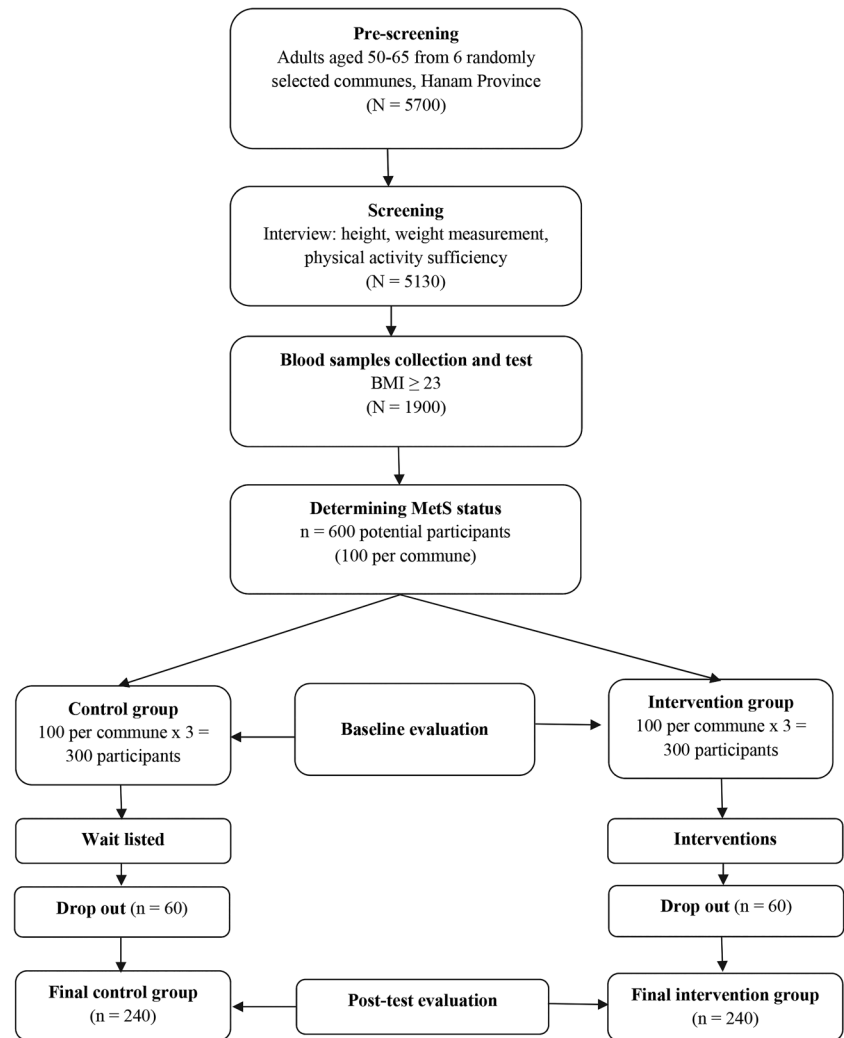 Pre-screening
Adults aged 50-65 from 6 randomly
selected communes, Hanam Province
(N = 5700)
Screening
Interview: height, weight measurement,
physical activity sufficiency
(N = 5130)
Blood samples collection and test
BMI ≥ 23
(N = 1900)
Determining MetS status
n = 600 potential participants
(100 per commune)
Control group
100 per commune x 3 =
300 participants
Baseline evaluation
Intervention group
100 per commune x 3 =
300 participants
Wait listed
Interventions
Drop out (n = 60)
Drop out (n = 60)
Final control group
(n = 240)
Post-test evaluation
Final intervention group
(n = 240)